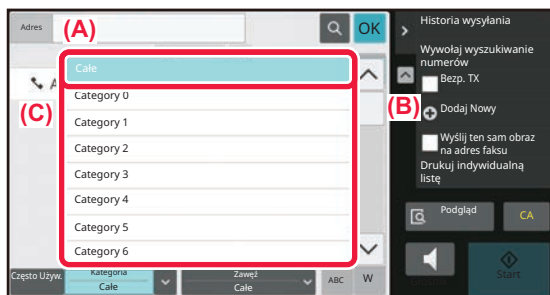 Adres
(A)
OK
Całe
A
(C)
Category 0
Category 1
Category 2
Category 3
Category 4
Category 5
Category 6
Często Używ.
Kategoria
Całe
Zawęź
Całe
ABC
W
Historia wysyłania
Wywołaj wyszukiwanie
numerów
Bezp. TX
(B)
Dodaj Nowy
Wyślij ten sam obraz
na adres faksu
Drukuj indywidualną
listę
Podgląd
CA
Start